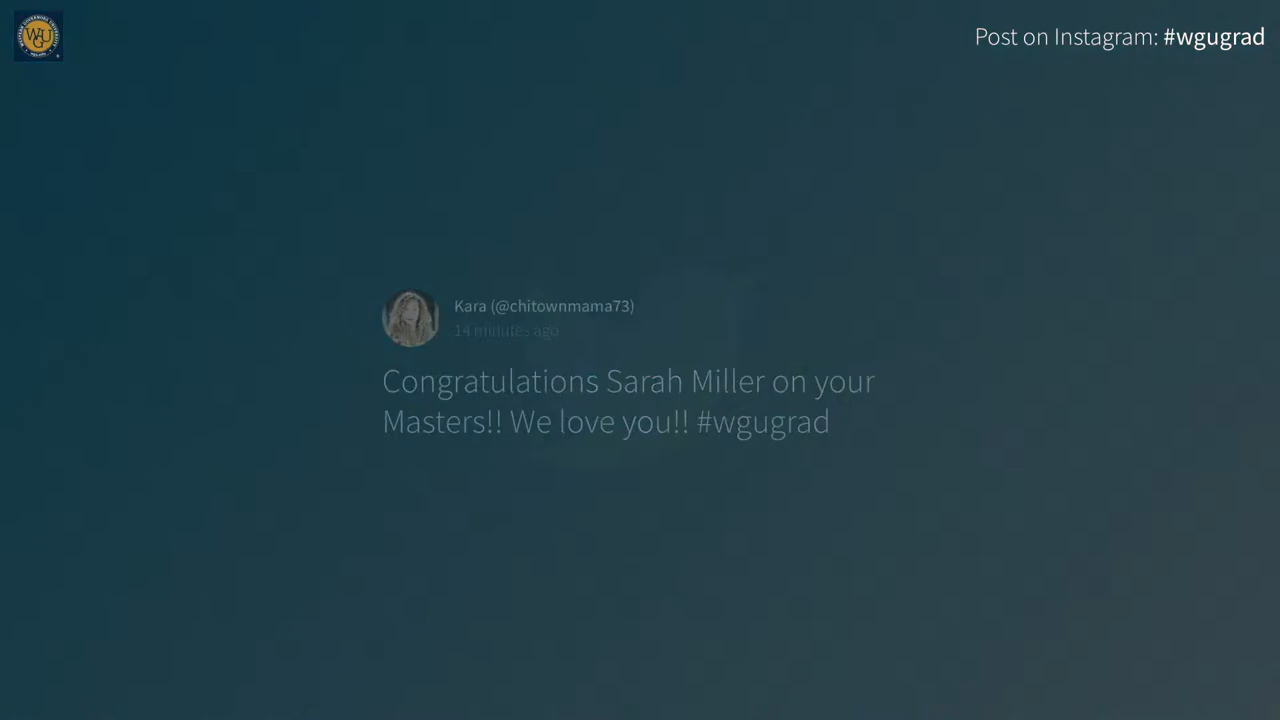 WGU
Post on Instagram: #wgugrad
Kara (@chitownmama73)
14 minutes ago
Congratulations Sarah Miller on your
Masters!! We love you!! #wgugrad